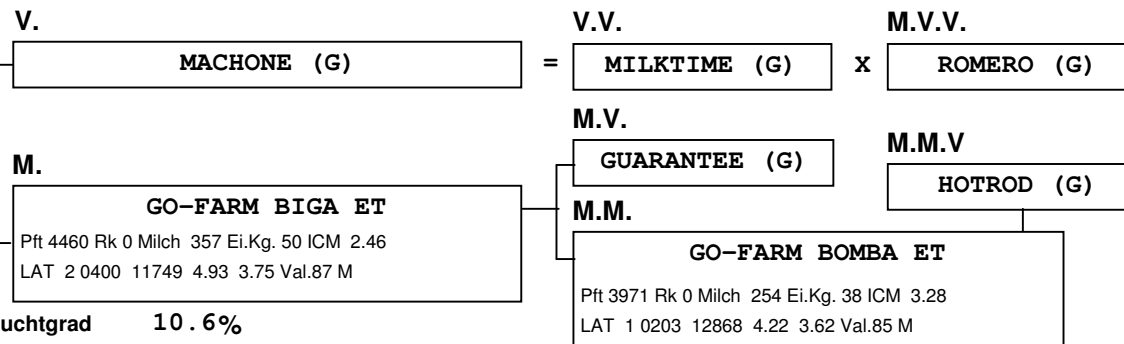 V. V.V. M.V.V.
MACHONE (G) = MILKTIME (G) X ROMERO (G)
M.V.
GUARANTEE (G) M.M.V
M. HOTROD (G)
GO-FARM BIGA ET M.M.
Pft 4460 Rk 0 Milch 357 Ei.Kg. 50 ICM 2.46
LAT 2 0400 11749 4.93 3.75 Val.87 M
GO-FARM BOMBA ET
Pft 3971 Rk 0 Milch 254 Ei.Kg. 38 ICM 3.28
LAT 1 0203 12868 4.22 3.62 Val.85 M
uchtgrad 10.6%